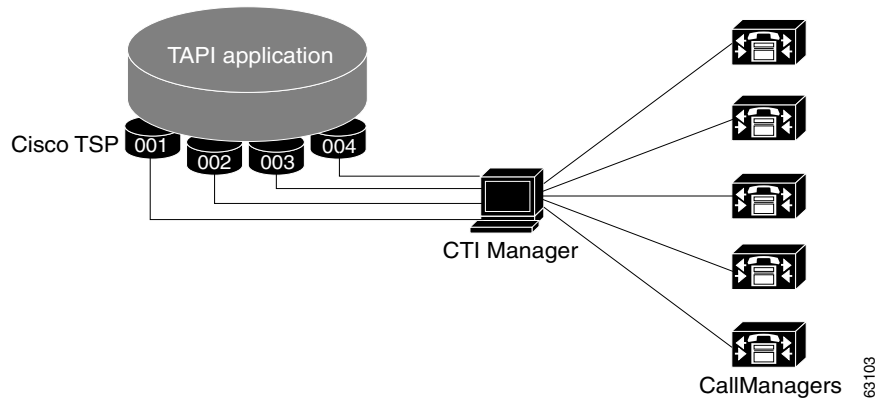 TAPI application
Cisco TSP
001
002
003
004
CTI Manager
CallManagers
63103